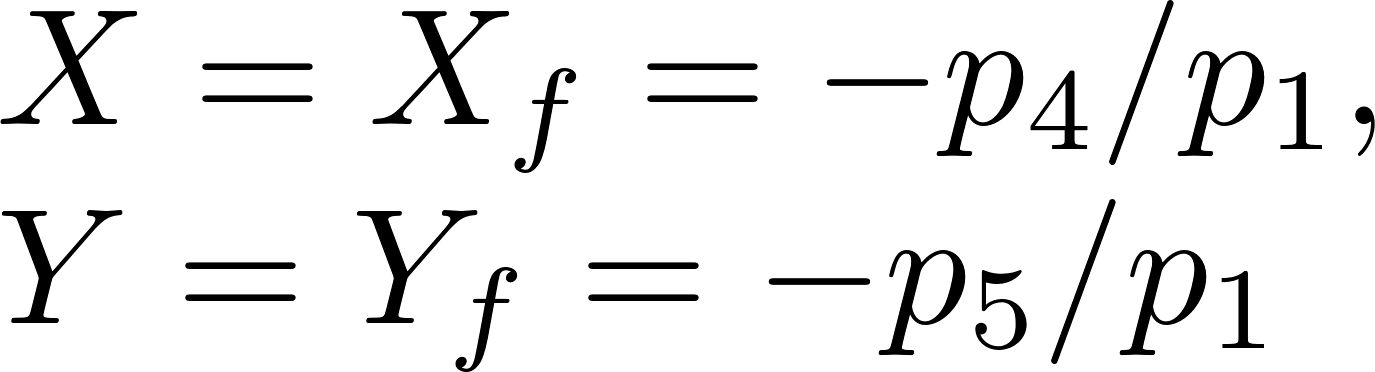 X = X_f = −p_4/p_1,
Y = Y_f = −p_5/p_1